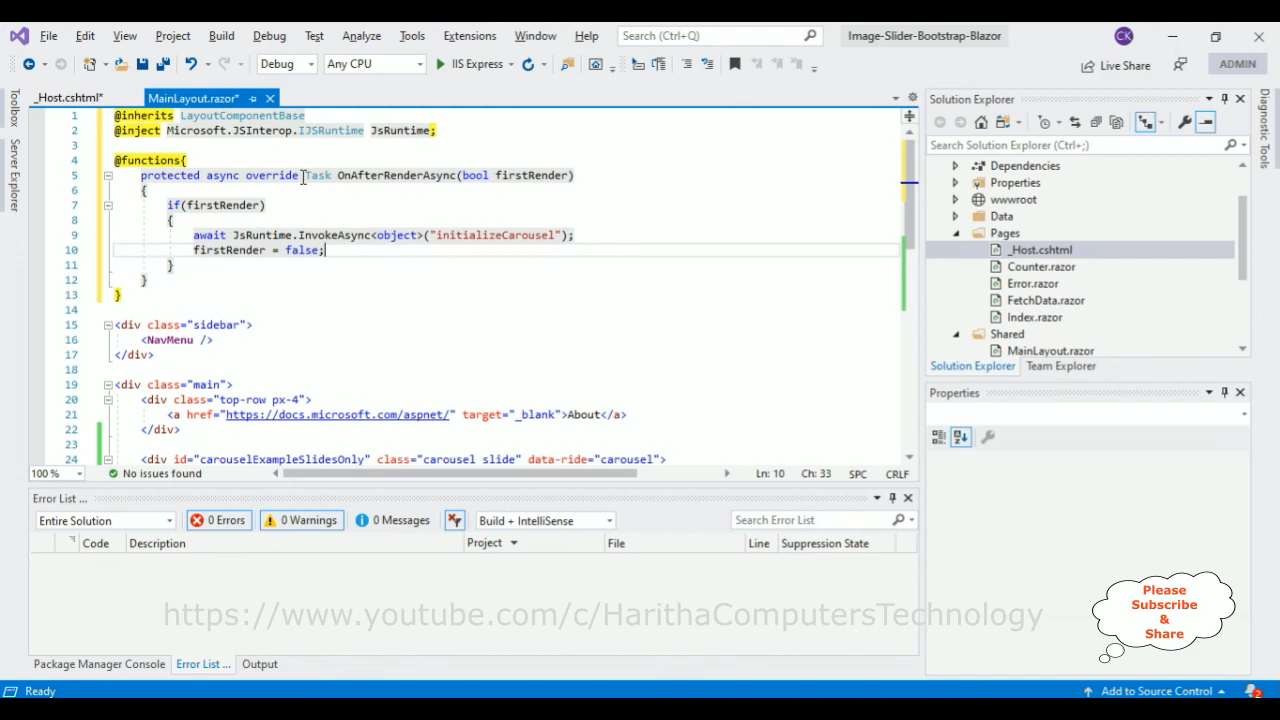 File Edit View Project Build Debug Test Analyze Tools Extensions Window Help Search (Ctrl+Q) Image-Slider-Bootstrap-Blazor CK
Debug Any CPU IIS Express Live Share ADMIN
Toolbox
Server Explorer
_Host.cshtml* MainLayout.razor*
1 @inherits LayoutComponentBase
2 @inject Microsoft.JSInterop.IJSRuntime JsRuntime;
3
4 @functions{
5 protected async override Task OnAfterRenderAsync(bool firstRender)
6 {
7 if(firstRender)
8 {
9 await JsRuntime.InvokeAsync<object>("initializeCarousel");
10 firstRender = false;
11 }
12 }
13 }
14
15 <div class="sidebar">
16 <NavMenu />
17 </div>
18
19 <div class="main">
20 <div class="top-row px-4">
21 <a href="https://docs.microsoft.com/aspnet/" target="_blank">About</a>
22 </div>
23
24 <div id="carouselExampleSlidesOnly" class="carousel slide" data-ride="carousel">
100 % No issues found Ln: 10 Ch: 33 SPC CRLF
Error List ...
Entire Solution 0 Errors 0 Warnings 0 Messages Build + IntelliSense Search Error List
Code Description Project File Line Suppression State
Package Manager Console Error List ... Output
Solution Explorer
Search Solution Explorer (Ctrl+;)
Dependencies
Properties
wwwroot
Data
Pages
_Host.cshtml
Counter.razor
Error.razor
FetchData.razor
Index.razor
Shared
MainLayout.razor
Solution Explorer Team Explorer
Properties
Diagnostic Tools
https://www.youtube.com/c/HarithaComputersTechnology
Please
Subscribe
&
Share
Ready Add to Source Control 2